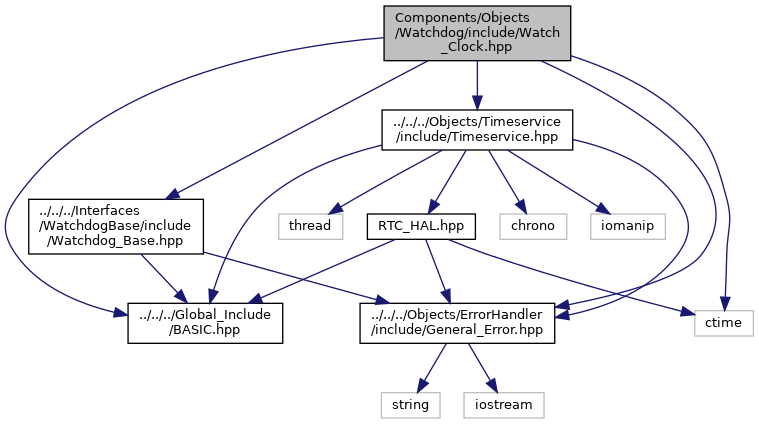 Components/Objects
/Watchdog/include/Watch
_Clock.hpp
../../../Objects/Timeservice
/include/Timeservice.hpp
../../../Interfaces
/WatchdogBase/include
/Watchdog_Base.hpp
thread
RTC_HAL.hpp
chrono
iomanip
../../../Global_Include
/BASIC.hpp
../../../Objects/ErrorHandler
/include/General_Error.hpp
ctime
string
iostream